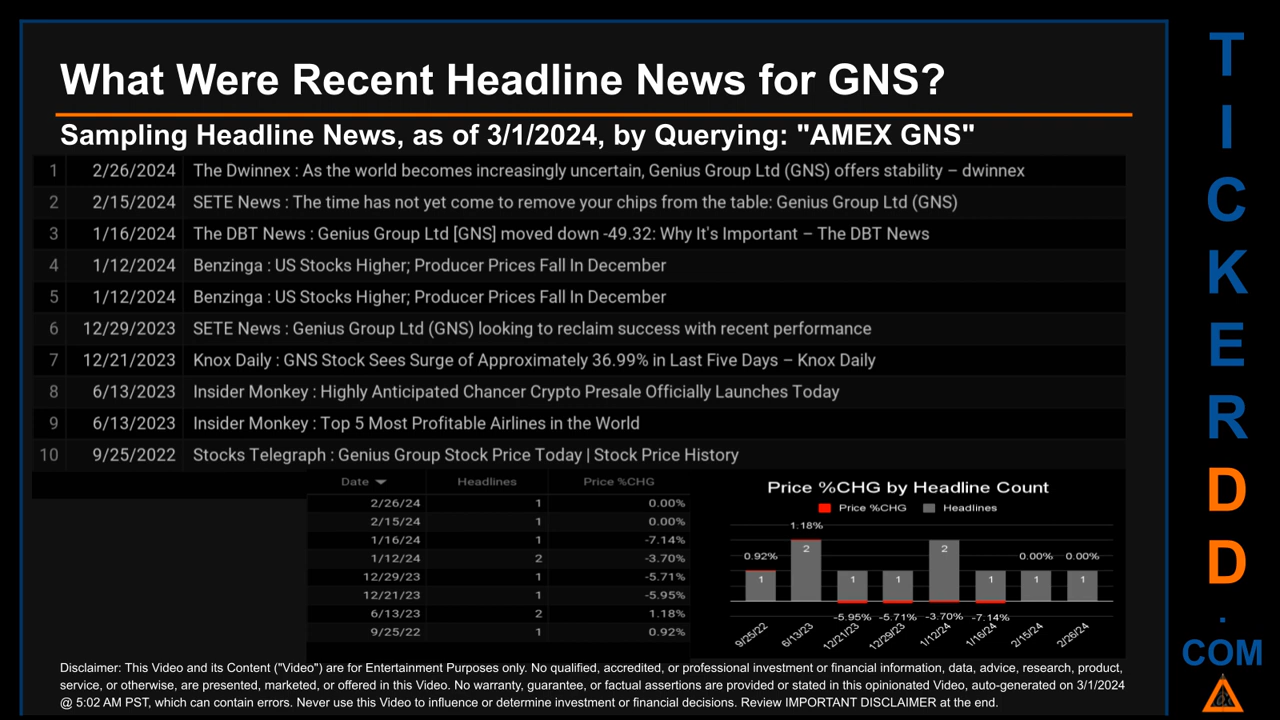 What Were Recent Headline News for GNS?
Sampling Headline News, as of 3/1/2024, by Querying: "AMEX GNS"
1 2/26/2024 The Dwinnex : As the world becomes increasingly uncertain, Genius Group Ltd (GNS) offers stability – dwinnex
2 2/15/2024 SETE News : The time has not yet come to remove your chips from the table: Genius Group Ltd (GNS)
3 1/16/2024 The DBT News : Genius Group Ltd [GNS] moved down -49.32: Why It's Important – The DBT News
4 1/12/2024 Benzinga : US Stocks Higher; Producer Prices Fall In December
5 1/12/2024 Benzinga : US Stocks Higher; Producer Prices Fall In December
6 12/29/2023 SETE News : Genius Group Ltd (GNS) looking to reclaim success with recent performance
7 12/21/2023 Knox Daily : GNS Stock Sees Surge of Approximately 36.99% in Last Five Days – Knox Daily
8 6/13/2023 Insider Monkey : Highly Anticipated Chancer Crypto Presale Officially Launches Today
9 6/13/2023 Insider Monkey : Top 5 Most Profitable Airlines in the World
10 9/25/2022 Stocks Telegraph : Genius Group Stock Price Today | Stock Price History
Date Headlines Price %CHG
2/26/24 1 0.00%
2/15/24 1 0.00%
1/16/24 1 -7.14%
1/12/24 2 -3.70%
12/29/23 1 -5.71%
12/21/23 1 -5.95%
6/13/23 2 1.18%
9/25/22 1 0.92%
Price %CHG by Headline Count
Price %CHG Headlines
0.92% 1.18% 0.00% 0.00%
1 2 1 1 2 1 1 1
-5.95% -5.71% -3.70% -7.14%
9/25/22 6/13/23 12/21/23 12/29/23 1/12/24 1/16/24 2/15/24 2/26/24
Disclaimer: This Video and its Content ("Video") are for Entertainment Purposes only. No qualified, accredited, or professional investment or financial information, data, advice, research, product,
service, or otherwise, are presented, marketed, or offered in this Video. No warranty, guarantee, or factual assertions are provided or stated in this opinionated Video, auto-generated on 3/1/2024
@ 5:02 AM PST, which can contain errors. Never use this Video to influence or determine investment or financial decisions. Review IMPORTANT DISCLAIMER at the end.
T
I
C
K
E
R
D
D
.
COM